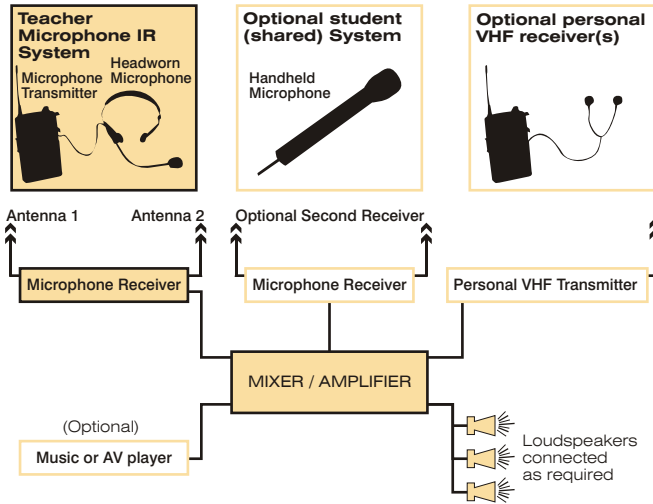 Teacher
Microphone IR
System
Microphone
Transmitter
Headworn
Microphone
Optional student
(shared) System
Handheld
Microphone
Optional personal
VHF receiver(s)
Antenna 1
Antenna 2
Optional Second Receiver
Microphone Receiver
Microphone Receiver
Personal VHF Transmitter
MIXER / AMPLIFIER
(Optional)
Music or AV player
Loudspeakers
connected
as required